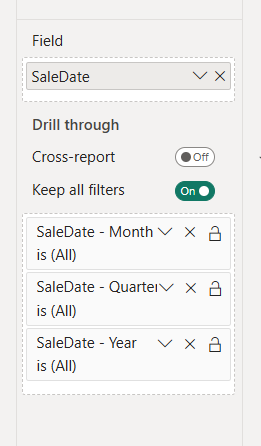 Field
SaleDate
Drill through
Cross-report Off
Keep all filters On
SaleDate - Month
is (All)
SaleDate - Quarter
is (All)
SaleDate - Year
is (All)